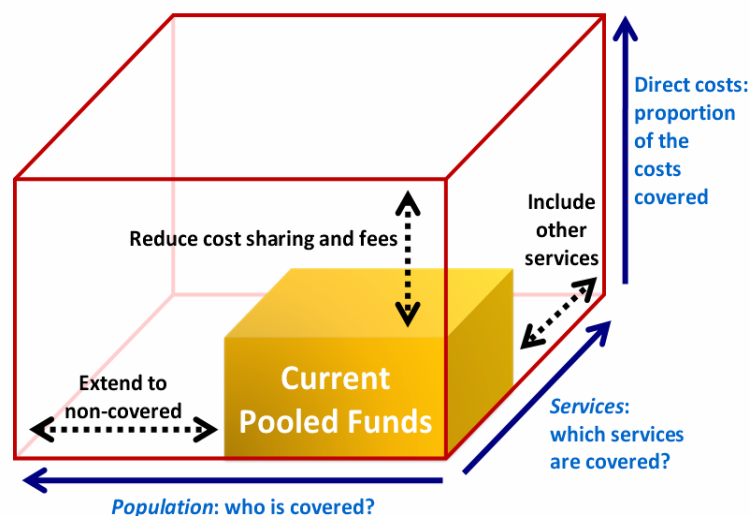 Direct costs:
proportion
of the
costs
covered
Include
other
services
Reduce cost sharing and fees
Extend to
non-covered
Current
Pooled Funds
Services:
which services
are covered?
Population: who is covered?